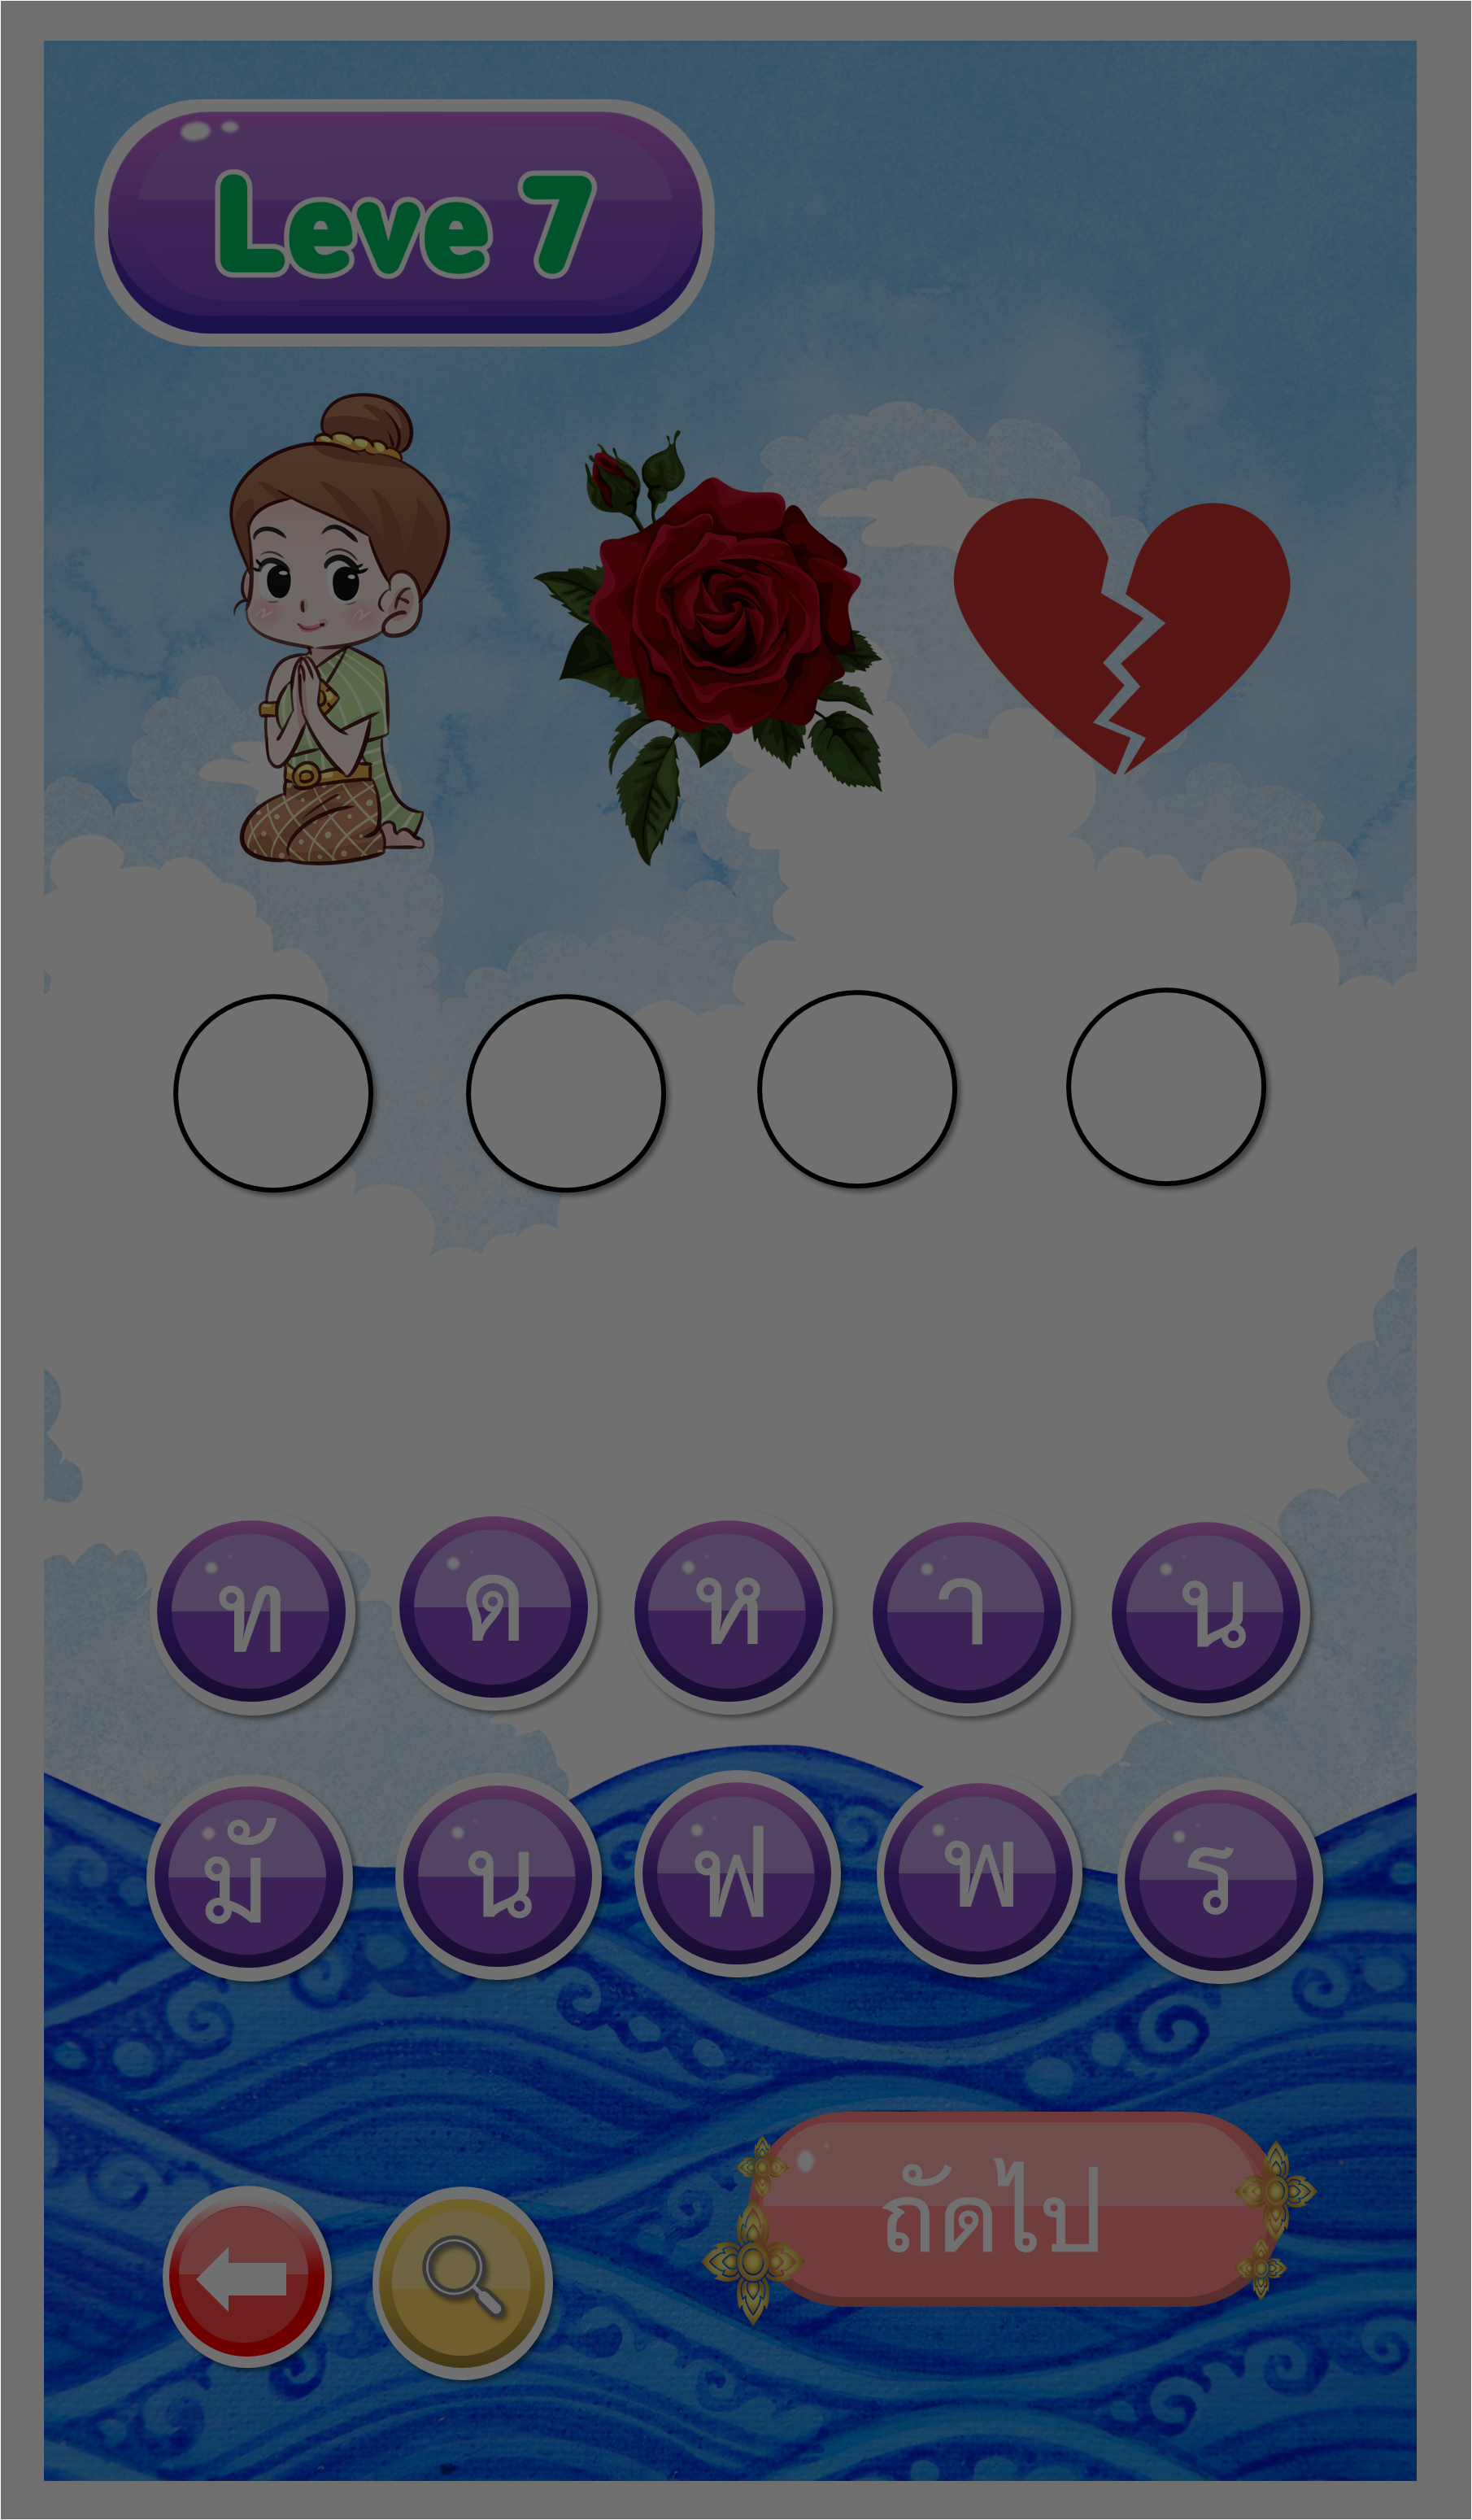 Leve 7
ท ด ห า น
มั น ฟ พ ร
ถัดไป